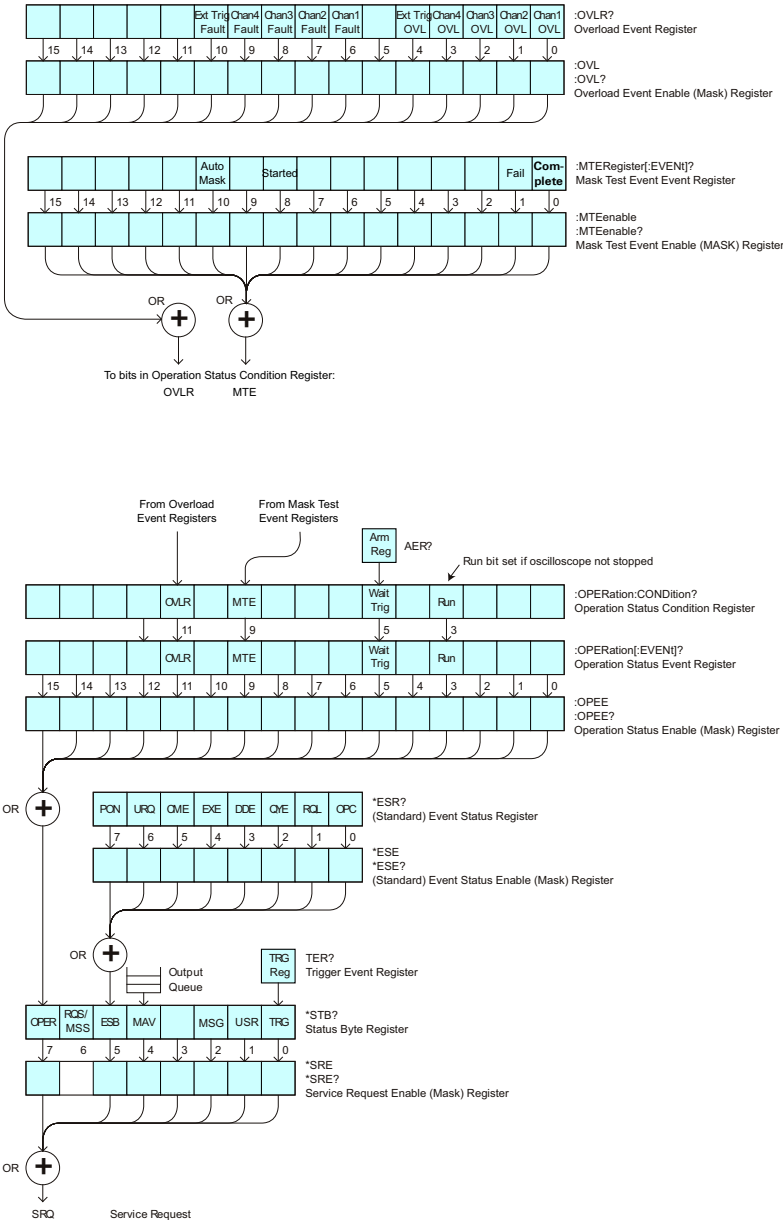 Ext Trig Chan4 Chan3 Chan2 Chan1 Ext Trig Chan4 Chan3 Chan2 Chan1
Fault Fault Fault Fault Fault OVL OVL OVL OVL OVL
:OVLR?
Overload Event Register
15 14 13 12 11 10 9 8 7 6 5 4 3 2 1 0
:OVL
:OVL?
Overload Event Enable (Mask) Register
Auto Mask
Started
Fail
Com-
plete
:MTERegister[:EVENt]?
Mask Test Event Event Register
15 14 13 12 11 10 9 8 7 6 5 4 3 2 1 0
:MTEenable
:MTEenable?
Mask Test Event Enable (MASK) Register
OR OR
+ +
To bits in Operation Status Condition Register:
OVLR MTE
From Overload
Event Registers
From Mask Test
Event Registers
Arm
Reg
AER?
Run bit set if oscilloscope not stopped
OVLR MTE Wait Trig Run
:OPERation:CONDition?
Operation Status Condition Register
11 9 5 3
OVLR MTE Wait Trig Run
:OPERation[:EVENt]?
Operation Status Event Register
15 14 13 12 11 10 9 8 7 6 5 4 3 2 1 0
:OPEE
:OPEE?
Operation Status Enable (Mask) Register
OR +
PON URQ CME EXE DDE QYE RQL OPC
*ESR?
(Standard) Event Status Register
7 6 5 4 3 2 1 0
*ESE
*ESE?
(Standard) Event Status Enable (Mask) Register
OR +
Output
Queue
TRG
Reg
TER?
Trigger Event Register
OPER RQS/ MSS ESB MAV MSG USR TRG
*STB?
Status Byte Register
7 6 5 4 3 2 1 0
*SRE
*SRE?
Service Request Enable (Mask) Register
OR +
SRQ Service Request